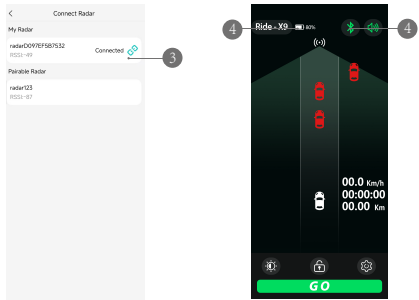 Connect Radar
My Radar
radarD097EF5B7532
Connected
RSSI:-49
3
Pairable Radar
radar123
RSSI:-87
4
Ride-X9
80%
4
00.0 Km/h
00:00:00
00.00 Km
GO